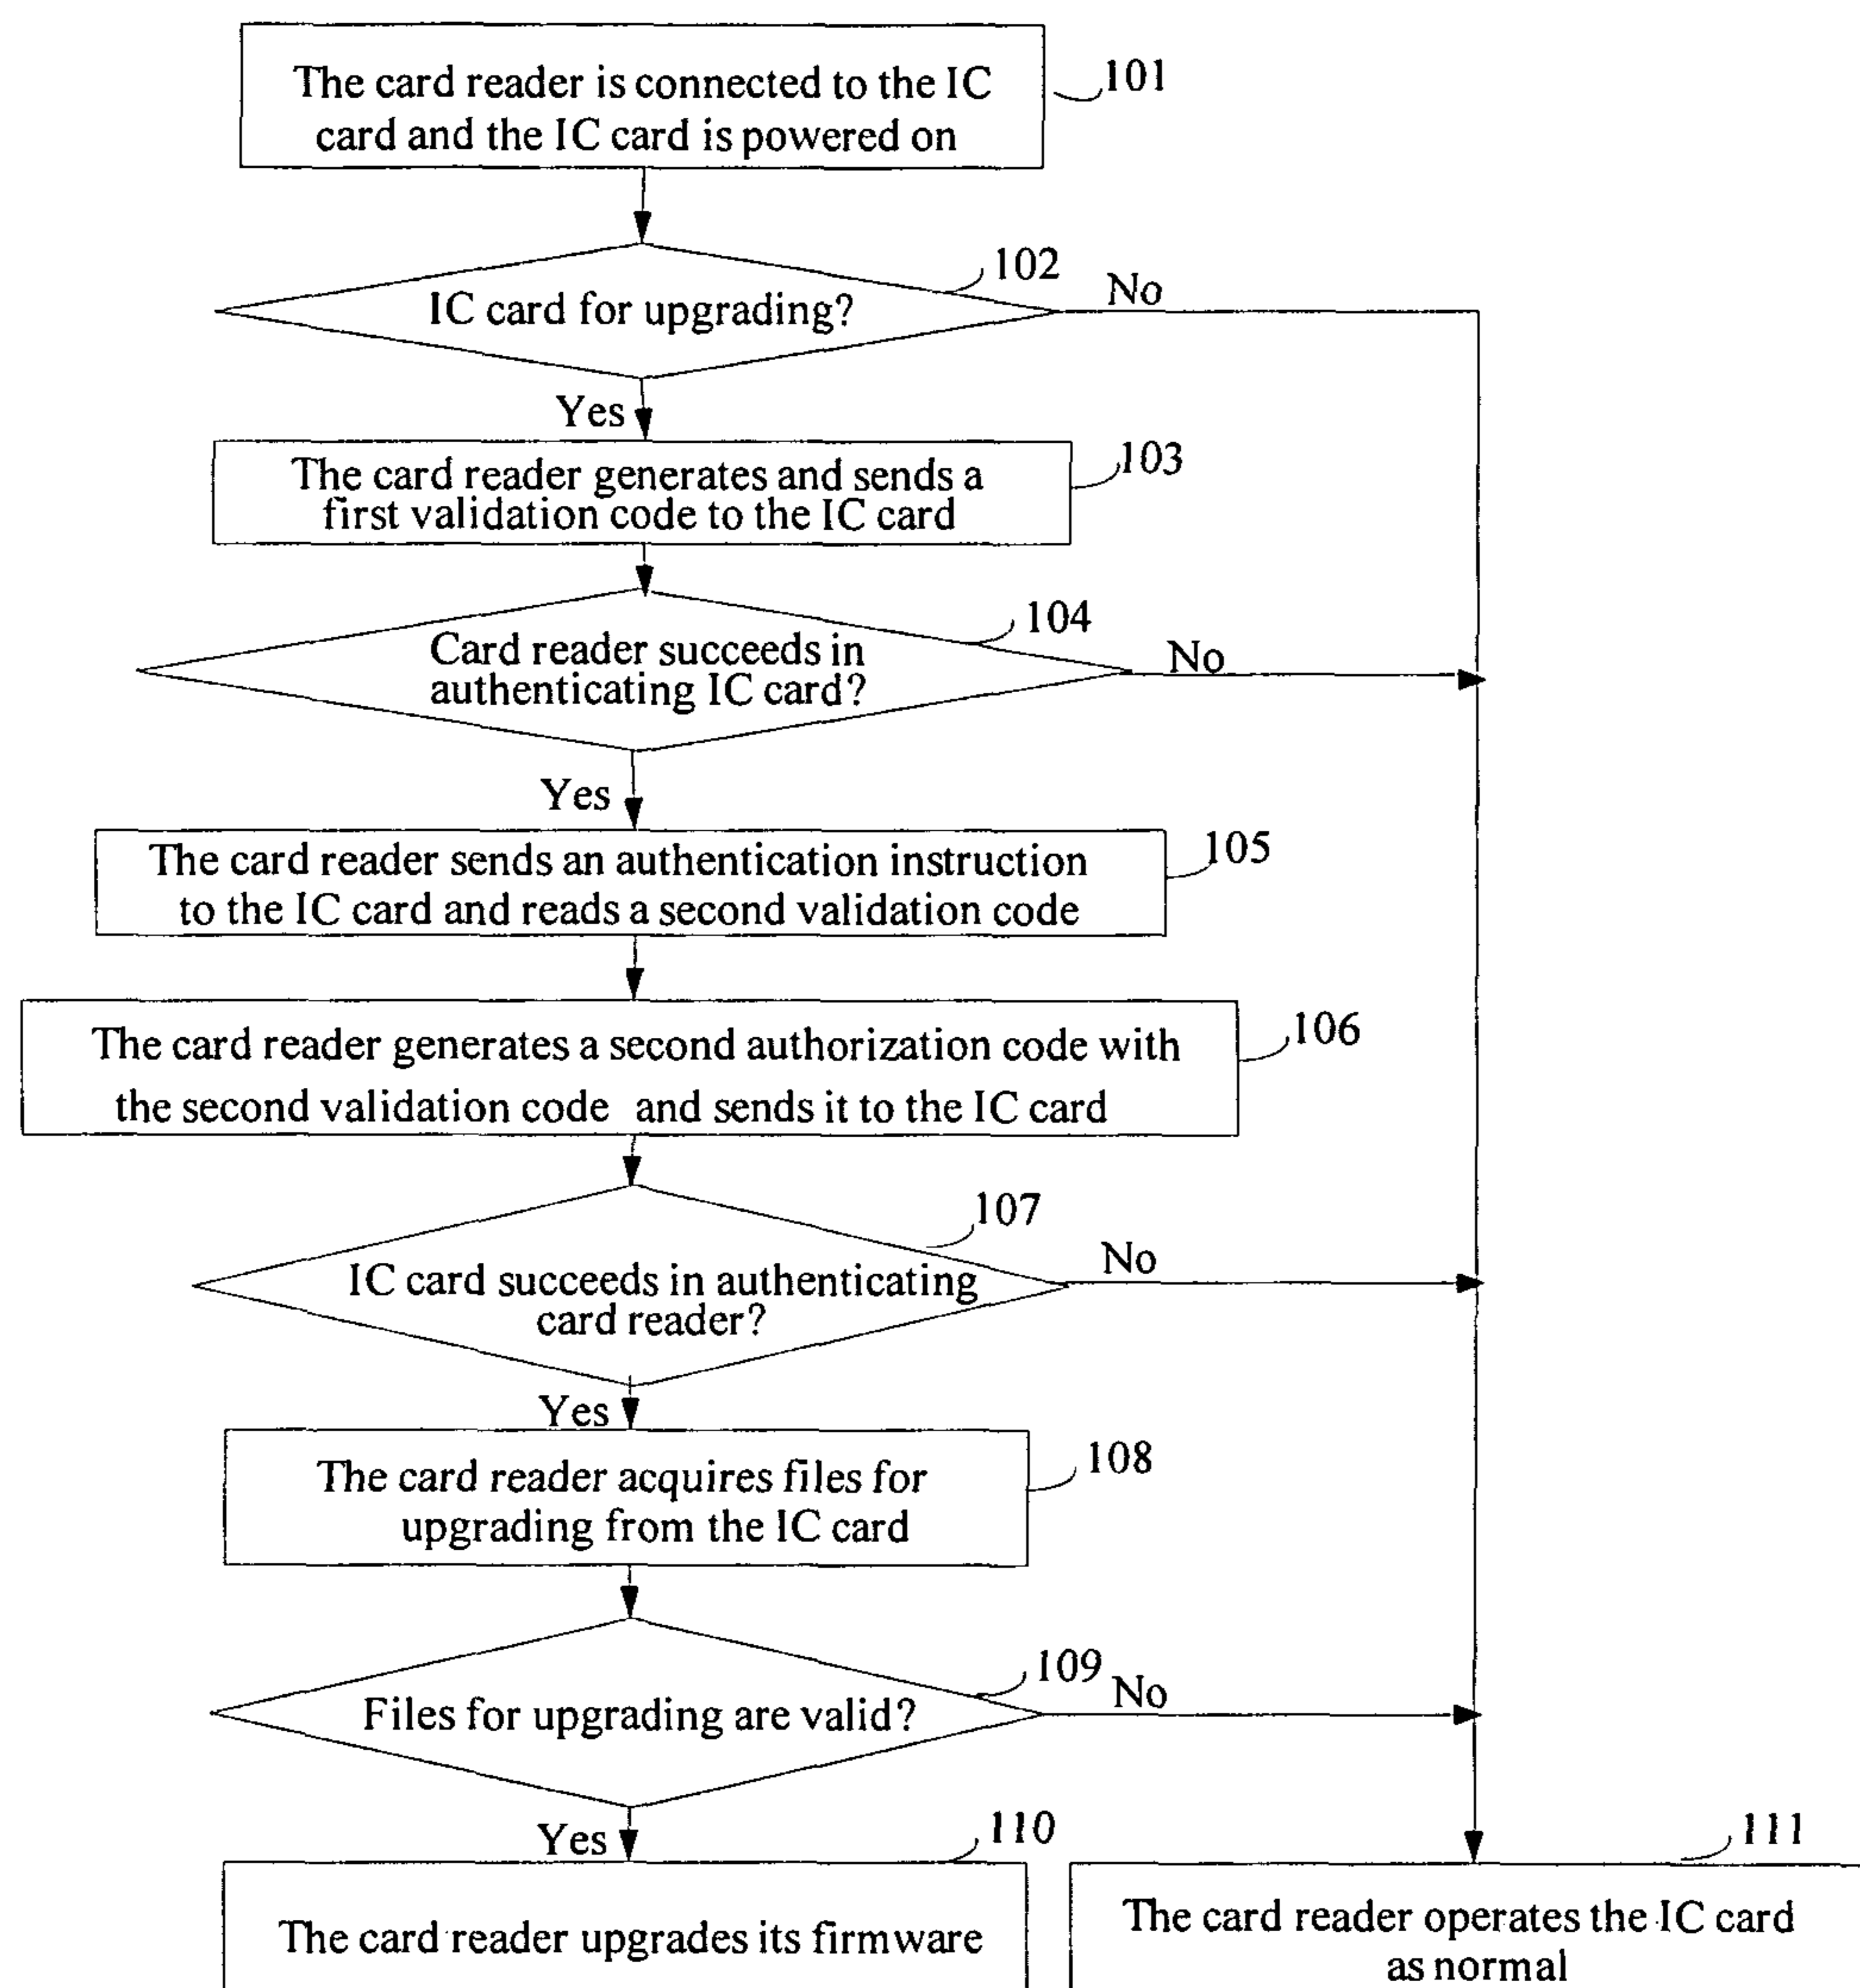 The card reader is connected to the IC
card and the IC card is powered on
101
102
IC card for upgrading?
No
Yes
The card reader generates and sends a
first validation code to the IC card
103
104
Card reader succeeds in
authenticating IC card?
No
Yes
The card reader sends an authentication instruction
to the IC card and reads a second validation code
105
The card reader generates a second authorization code with
the second validation code and sends it to the IC card
106
107
IC card succeeds in authenticating
card reader?
No
Yes
The card reader acquires files for
upgrading from the IC card
108
109
Files for upgrading are valid?
No
Yes
110
The card reader upgrades its firmware
111
The card reader operates the IC card
as normal